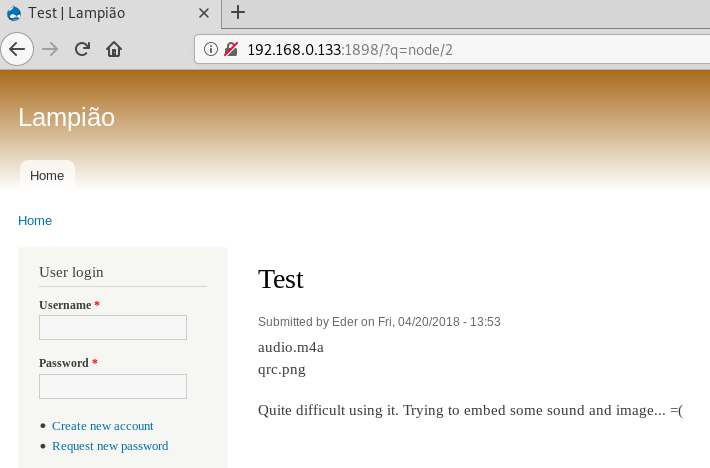 Test | Lampião
192.168.0.133:1898/?q=node/2
Lampião
Home
Home
User login
Username *
Password *
Create new account
Request new password
Test
Submitted by Eder on Fri, 04/20/2018 - 13:53
audio.m4a
qrc.png
Quite difficult using it. Trying to embed some sound and image... =(